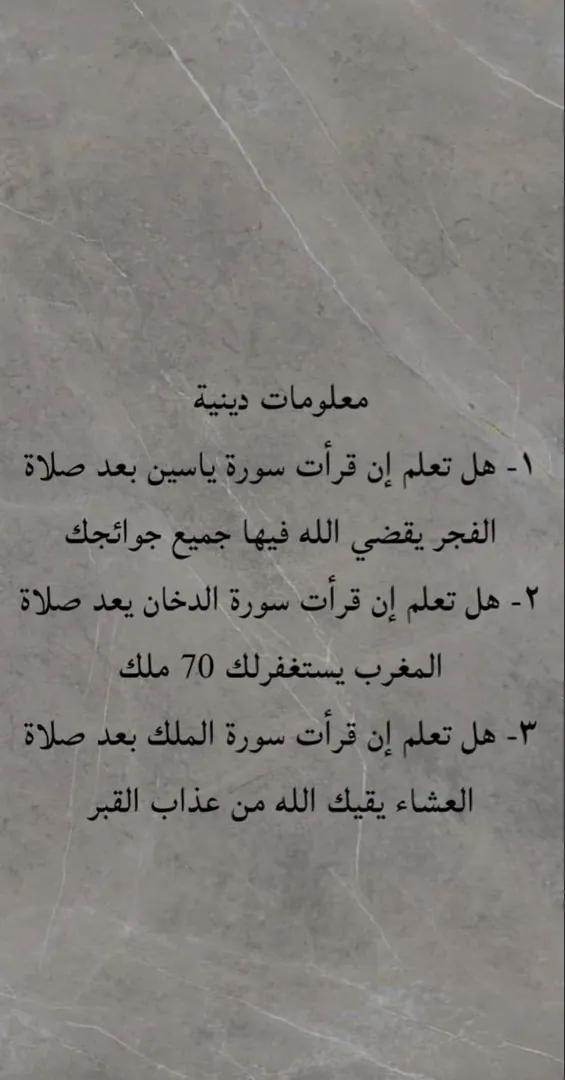 معلومات دينية
١- هل تعلم إن قرأت سورة ياسين بعد صلاة
الفجر يقضي الله فيها جميع جوائجك
٢- هل تعلم إن قرأت سورة الدخان يعد صلاة
المغرب يستغفرلك 70 ملك
٣- هل تعلم إن قرأت سورة الملك بعد صلاة
العشاء يقيك الله من عذاب القبر